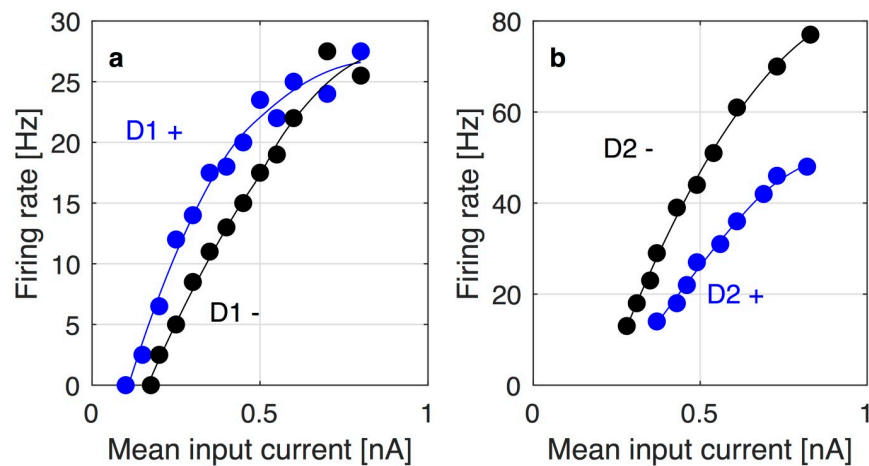 a
D1 +
D1 -
30
25
20
15
10
5
0
Firing rate [Hz]
0
0.5
1
Mean input current [nA]
b
D2 -
D2 +
80
60
40
20
0
Firing rate [Hz]
0
0.5
1
Mean input current [nA]